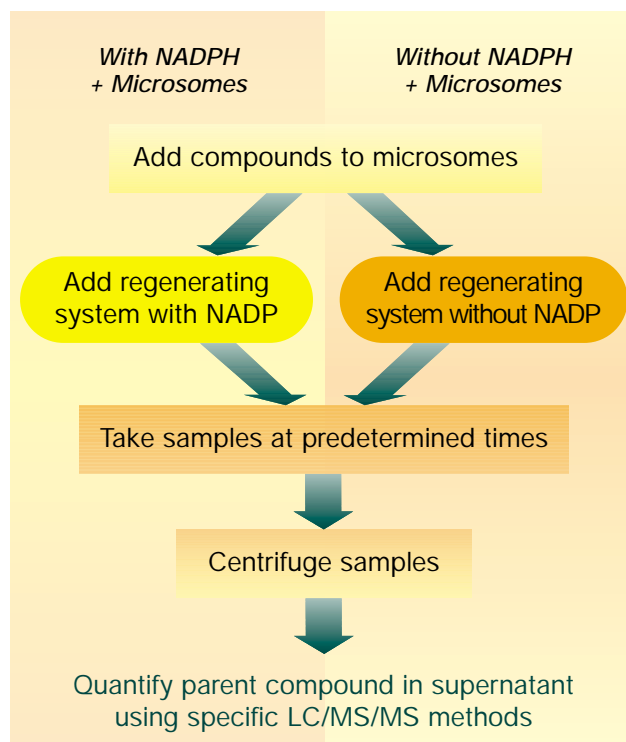 With NADPH
+ Microsomes
Without NADPH
+ Microsomes
Add compounds to microsomes
Add regenerating
system with NADP
Add regenerating
system without NADP
Take samples at predetermined times
Centrifuge samples
Quantify parent compound in supernatant
using specific LC/MS/MS methods